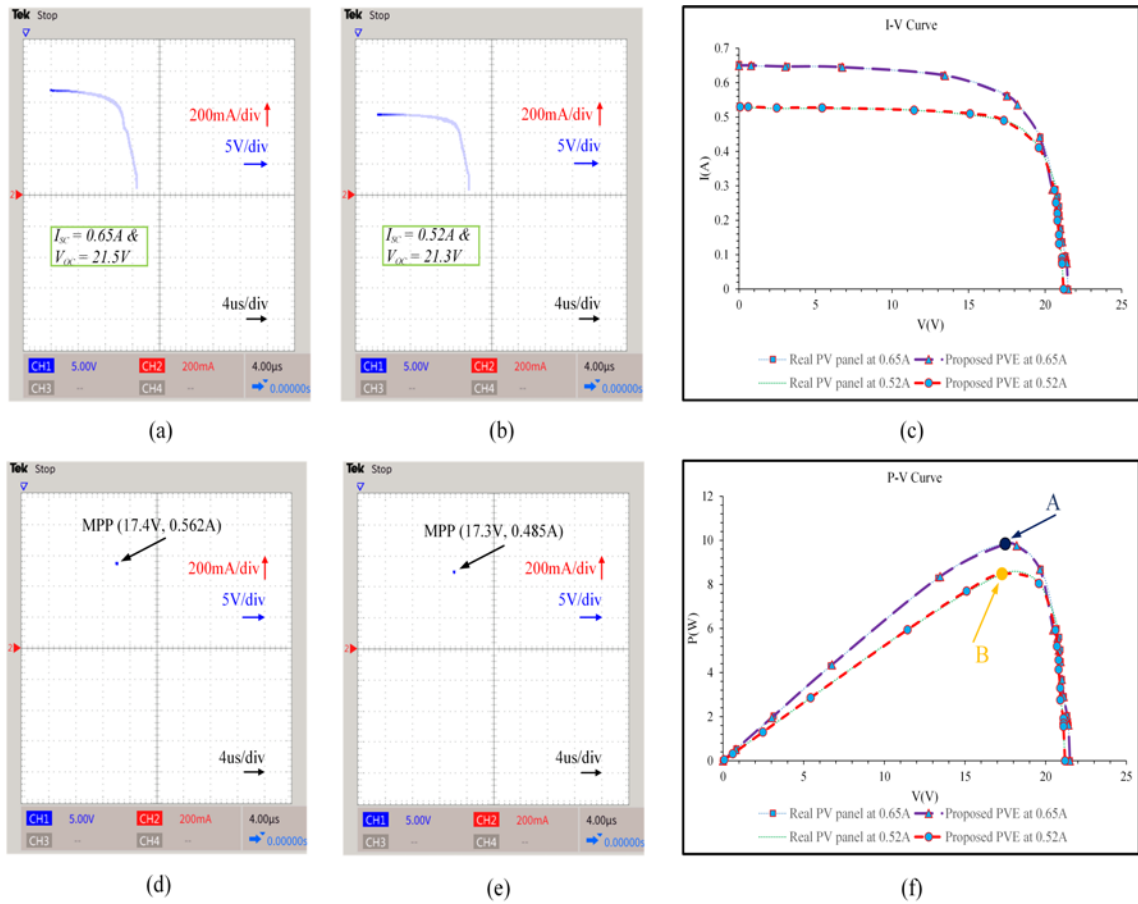 Tek Stop
200mA/div
5V/div
2
I_SC = 0.65A &
V_OC = 21.5V
4us/div
CH1 5.00V CH2 200mA 4.00µs
CH3 -- CH4 -- 0.00000s
(a)
Tek Stop
200mA/div
5V/div
2
I_SC = 0.52A &
V_OC = 21.3V
4us/div
CH1 5.00V CH2 200mA 4.00µs
CH3 -- CH4 -- 0.00000s
(b)
I-V Curve
0.7
0.6
0.5
0.4
0.3
0.2
0.1
0
I(A)
0 5 10 15 20 25
V(V)
Real PV panel at 0.65A Proposed PVE at 0.65A
Real PV panel at 0.52A Proposed PVE at 0.52A
(c)
Tek Stop
MPP (17.4V, 0.562A)
200mA/div
5V/div
2
4us/div
CH1 5.00V CH2 200mA 4.00µs
CH3 -- CH4 -- 0.00000s
(d)
Tek Stop
MPP (17.3V, 0.485A)
200mA/div
5V/div
2
4us/div
CH1 5.00V CH2 200mA 4.00µs
CH3 -- CH4 -- 0.00000s
(e)
P-V Curve
12
10
8
6
4
2
0
P(W)
A
B
0 5 10 15 20 25
V(V)
Real PV panel at 0.65A Proposed PVE at 0.65A
Real PV panel at 0.52A Proposed PVE at 0.52A
(f)